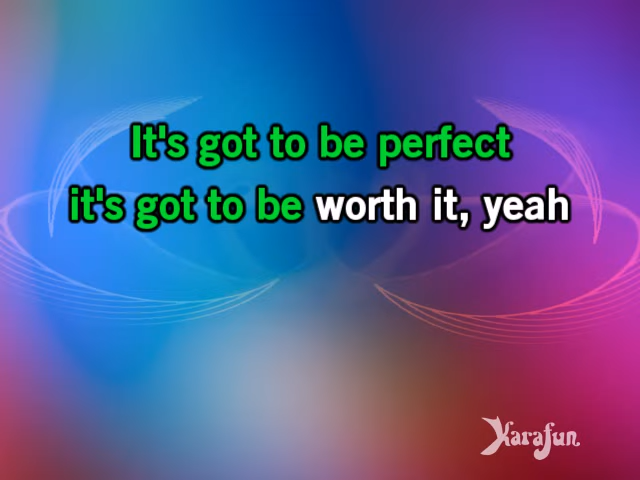 It's got to be perfect
it's got to be worth it, yeah
Karafun